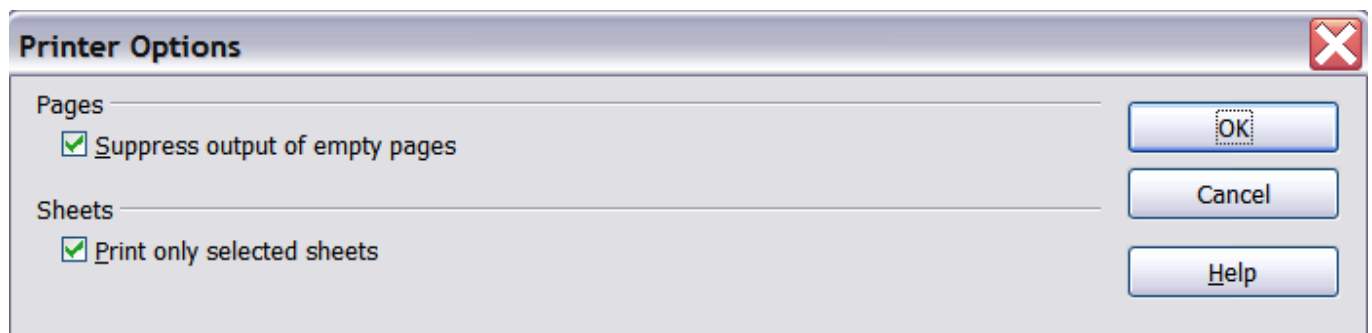 Printer Options
Pages
Suppress output of empty pages
Sheets
Print only selected sheets
OK
Cancel
Help